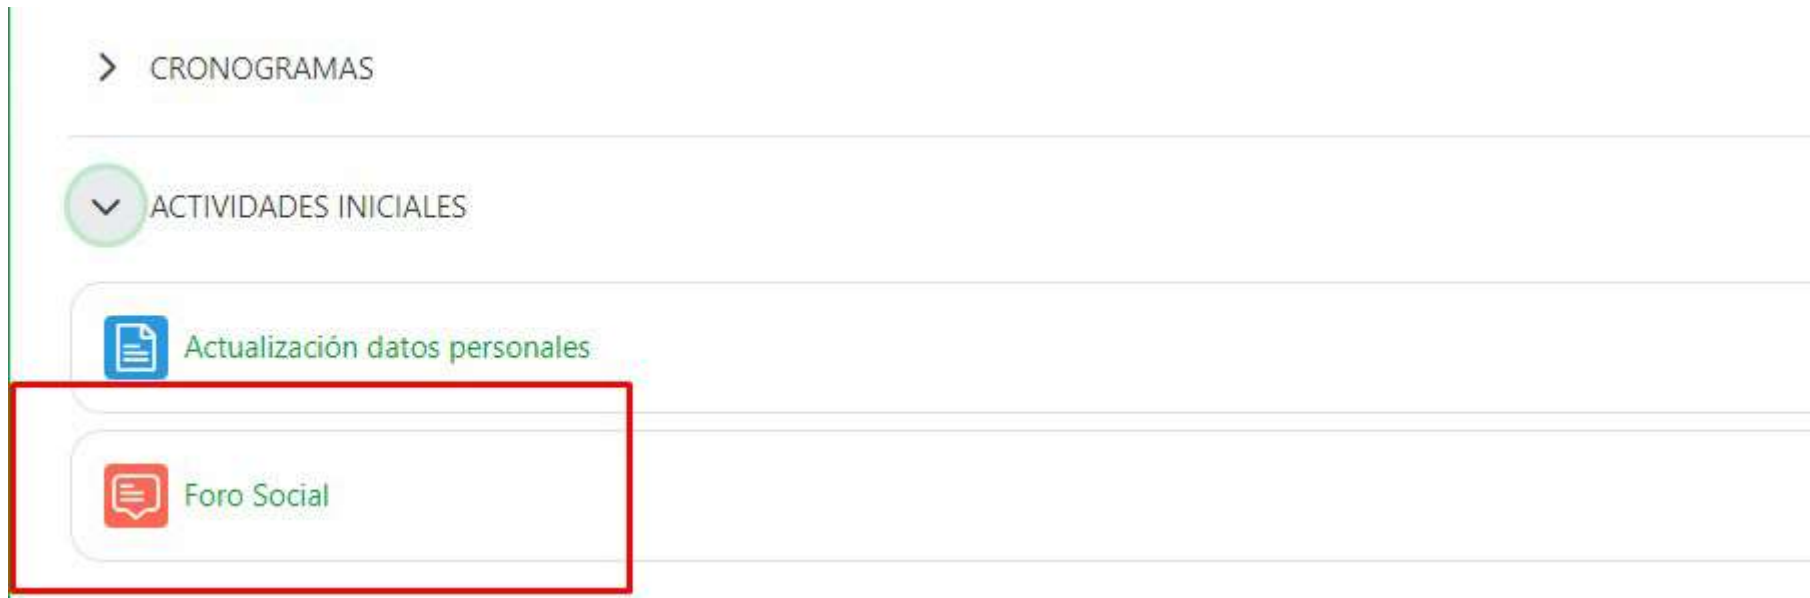 CRONOGRAMAS
ACTIVIDADES INICIALES
Actualización datos personales
Foro Social